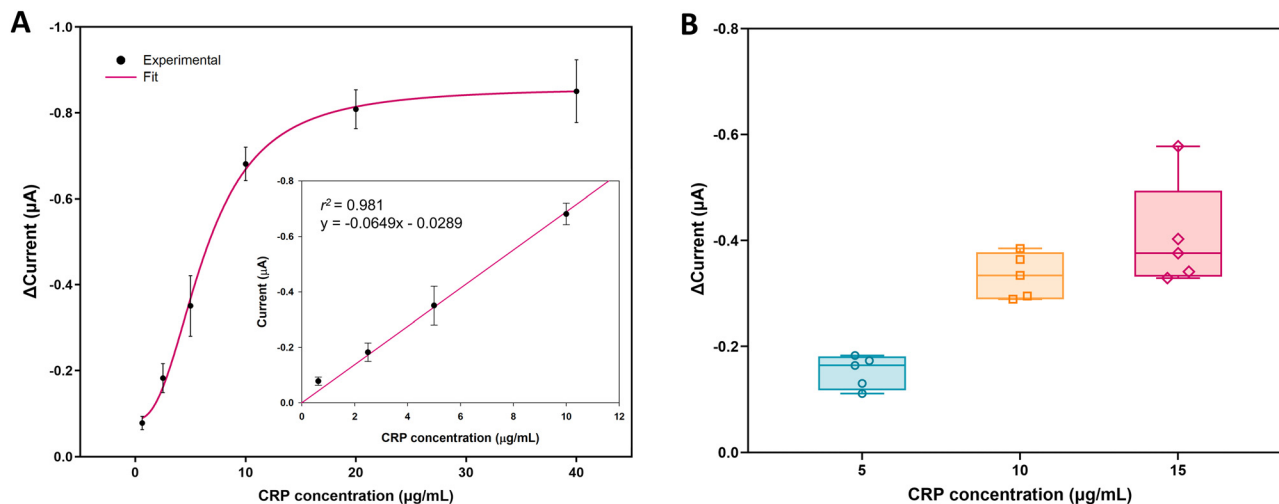 A
-1.0
-0.8
-0.6
-0.4
-0.2
0.0
ΔCurrent (μA)
Experimental
Fit
-0.8
-0.6
-0.4
-0.2
0.0
Current (μA)
r² = 0.981
y = -0.0649x - 0.0289
0 2 4 6 8 10 12
CRP concentration (μg/mL)
0 10 20 30 40
CRP concentration (μg/mL)
B
-0.8
-0.6
-0.4
-0.2
0.0
ΔCurrent (μA)
5 10 15
CRP concentration (μg/mL)